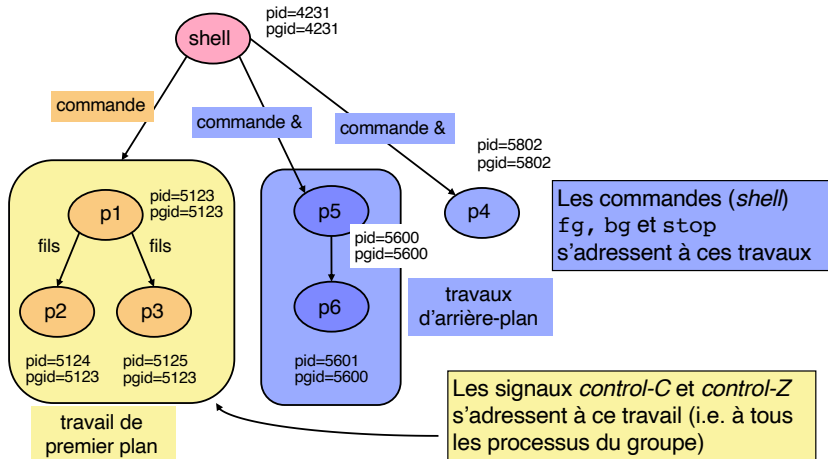 pid=4231
pgid=4231
shell
commande
commande &
commande &
pid=5802
pgid=5802
p1
pid=5123
pgid=5123
fils
fils
p2
p3
pid=5124
pgid=5123
pid=5125
pgid=5123
travail de
premier plan
p5
pid=5600
pgid=5600
p6
pid=5601
pgid=5600
p4
travaux
d'arrière-plan
Les commandes (shell)
fg, bg et stop
s'adressent à ces travaux
Les signaux control-C et control-Z
s'adressent à ce travail (i.e. à tous
les processus du groupe)